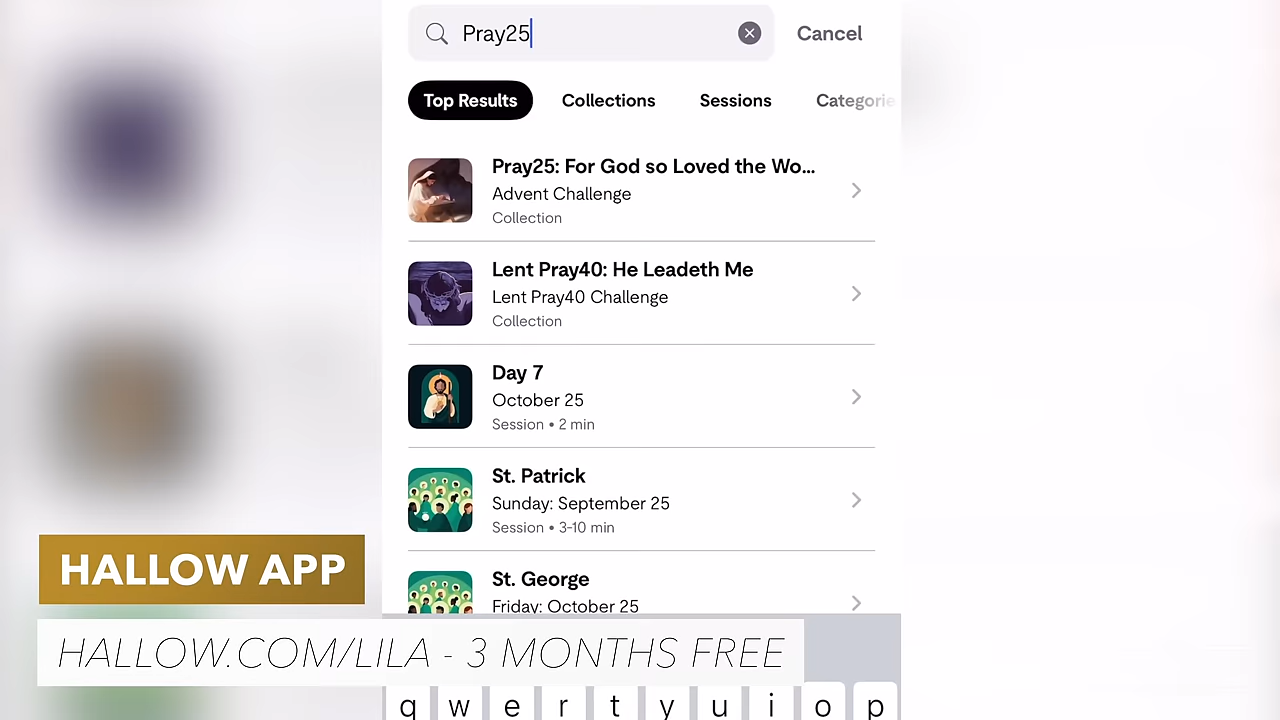 Pray25
Cancel
Top Results
Collections
Sessions
Categorie
Pray25: For God so Loved the Wo...
Advent Challenge
Collection
Lent Pray40: He Leadeth Me
Lent Pray40 Challenge
Collection
Day 7
October 25
Session • 2 min
St. Patrick
Sunday: September 25
Session • 3-10 min
St. George
Friday: October 25
HALLOW APP
HALLOW.COM/LILA - 3 MONTHS FREE
q w e r t y u i o p